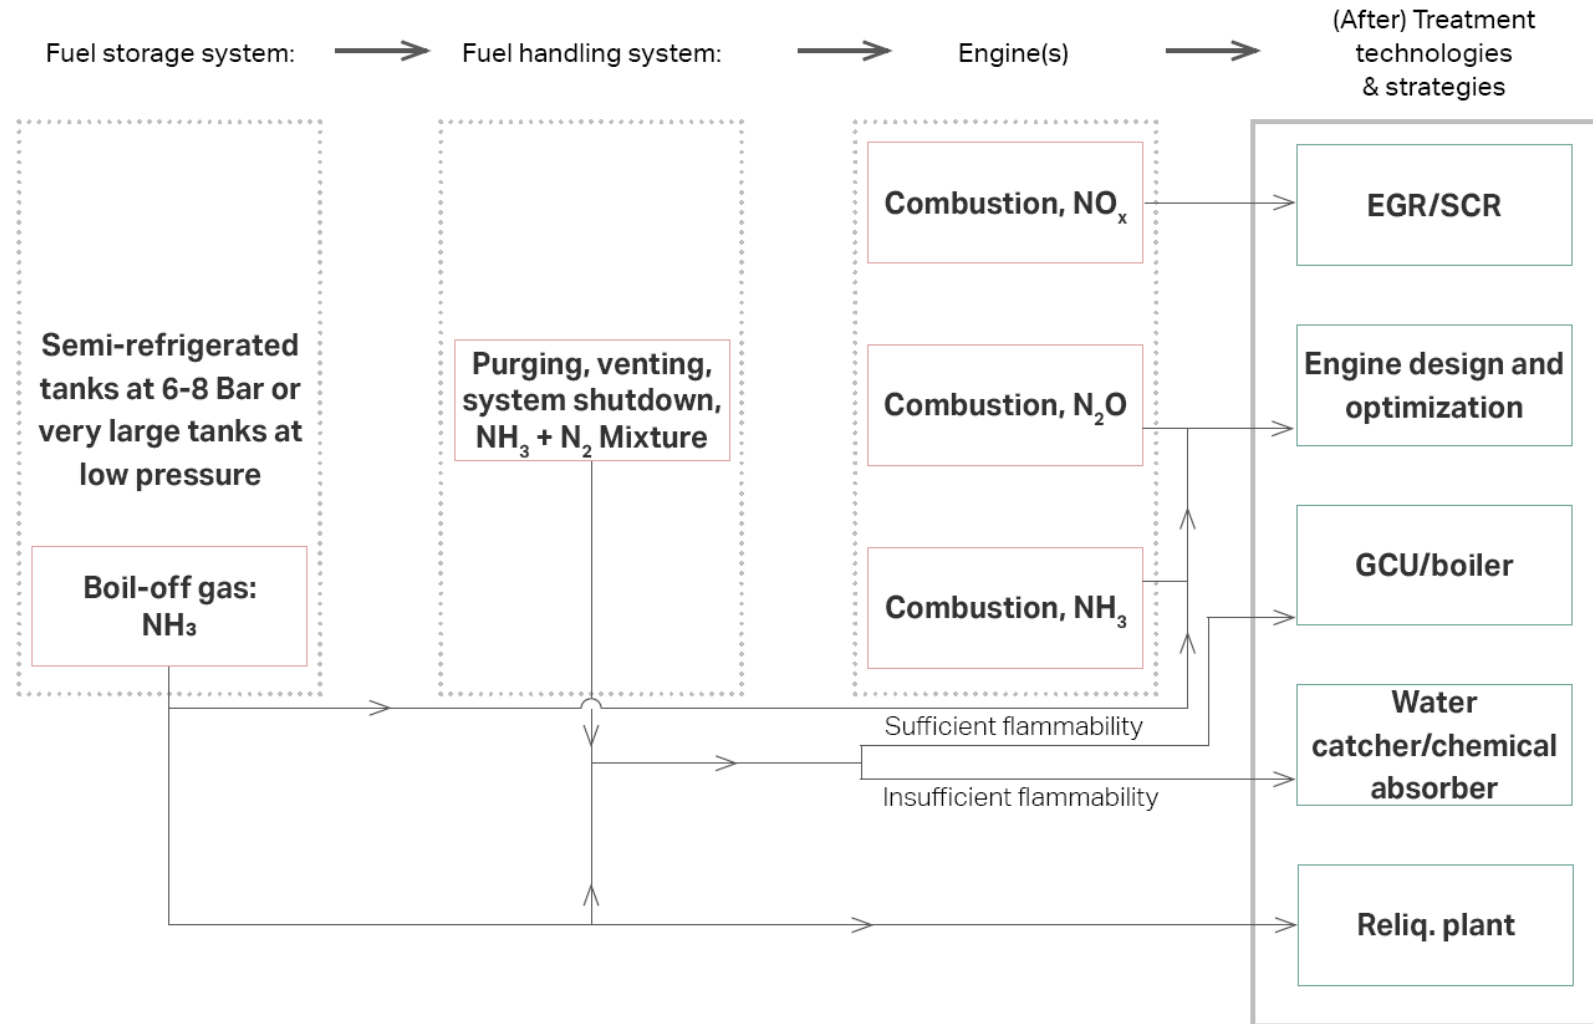 Fuel storage system:
Fuel handling system:
Engine(s)
(After) Treatment
technologies
& strategies
Semi-refrigerated
tanks at 6-8 Bar or
very large tanks at
low pressure
Boil-off gas:
NH₃
Purging, venting,
system shutdown,
NH₃ + N₂ Mixture
Combustion, NOₓ
Combustion, N₂O
Combustion, NH₃
Sufficient flammability
Insufficient flammability
EGR/SCR
Engine design and
optimization
GCU/boiler
Water
catcher/chemical
absorber
Reliq. plant